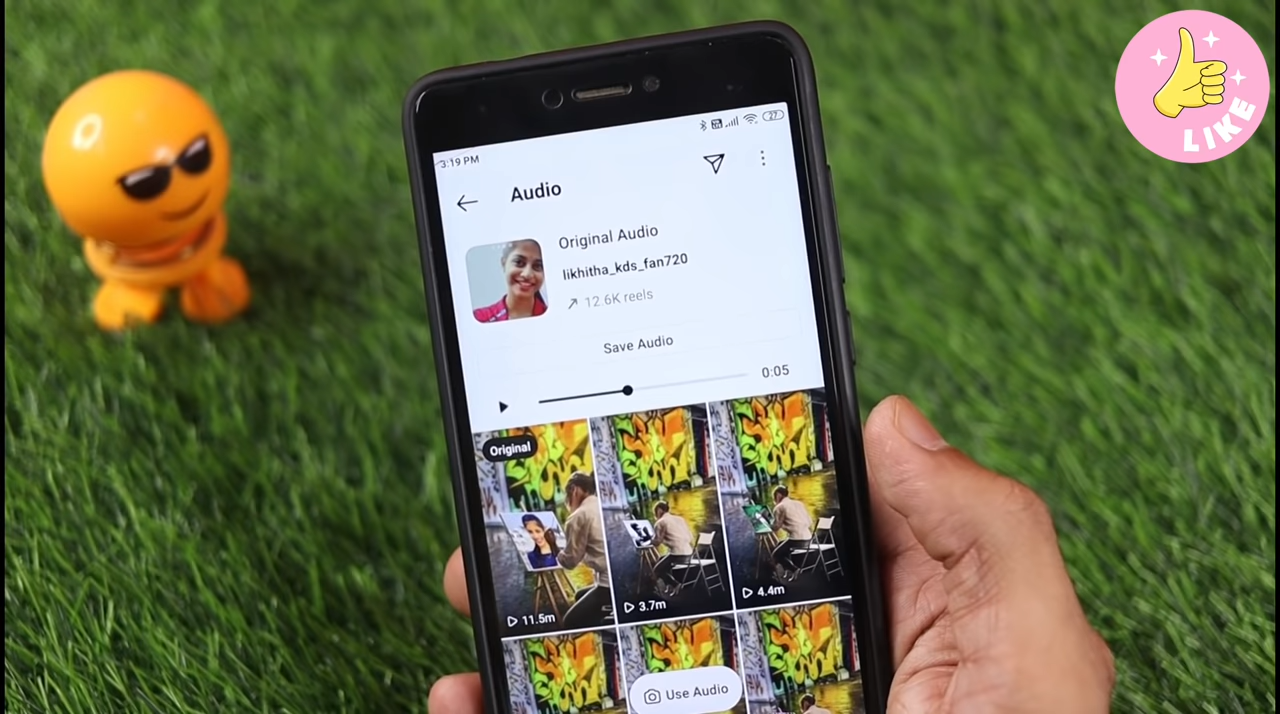 LIKE
27
3:19 PM
Audio
Original Audio
likhitha_kds_fan720
12.6K reels
Save Audio
0:05
Original
11.5m
3.7m
4.4m
Use Audio